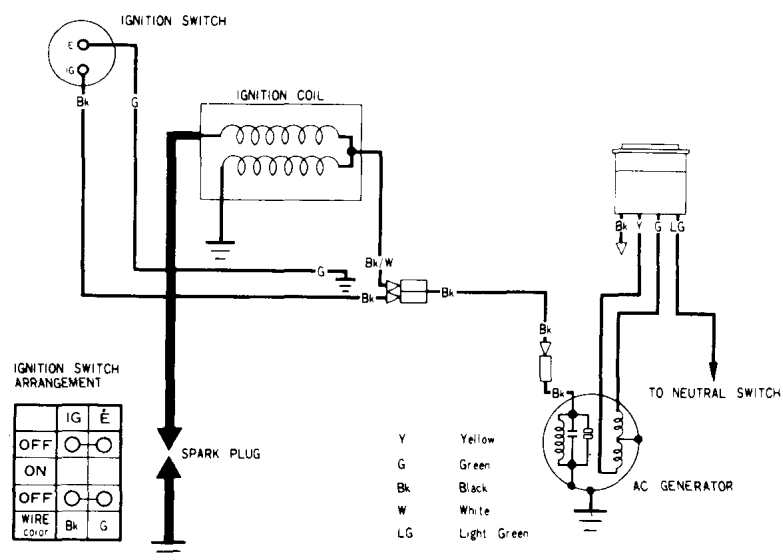 IGNITION SWITCH
E
IG
Bk
G
IGNITION COIL
Bk
Y
G
LG
Bk/W
G
Bk
Bk
Bk
Bk
TO NEUTRAL SWITCH
IGNITION SWITCH
ARRANGEMENT
IG E
OFF
ON
OFF
WIRE
color Bk G
SPARK PLUG
Y Yellow
G Green
Bk Black
W White
LG Light Green
AC GENERATOR